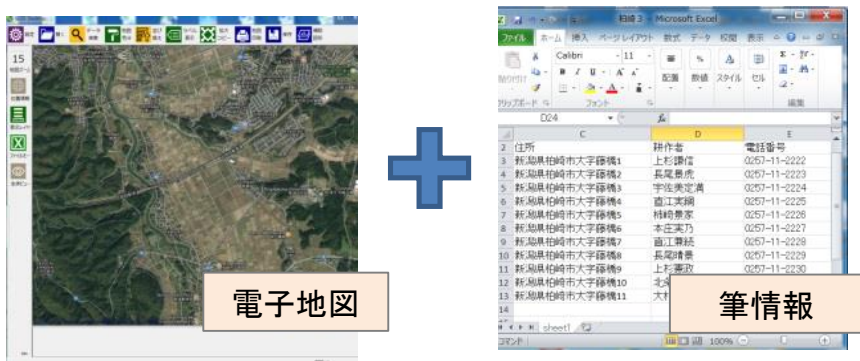 15
電子地図
柏崎 3 - Microsoft Excel
ファイル ホーム 挿入 ページレイアウト 数式 データ 校閲 表示
Calibri 11
配置 数値 スタイル セル
フォント 編集
D24 fx
C D E
2 住所 耕作者 電話番号
3 新潟県柏崎市大字藤橋1 上杉謙信 0257-11-2222
4 新潟県柏崎市大字藤橋2 長尾景虎 0257-11-2223
5 新潟県柏崎市大字藤橋3 宇佐美定満 0257-11-2224
6 新潟県柏崎市大字藤橋4 直江実綱 0257-11-2225
7 新潟県柏崎市大字藤橋5 柿崎景家 0257-11-2226
8 新潟県柏崎市大字藤橋6 本庄実乃 0257-11-2227
9 新潟県柏崎市大字藤橋7 直江兼続 0257-11-2228
10 新潟県柏崎市大字藤橋8 長尾晴景 0257-11-2229
11 新潟県柏崎市大字藤橋9 上杉憲政 0257-11-2230
12 新潟県柏崎市大字藤橋10
13 新潟県柏崎市大字藤橋11
14
sheet1
コマンド 100%
筆情報